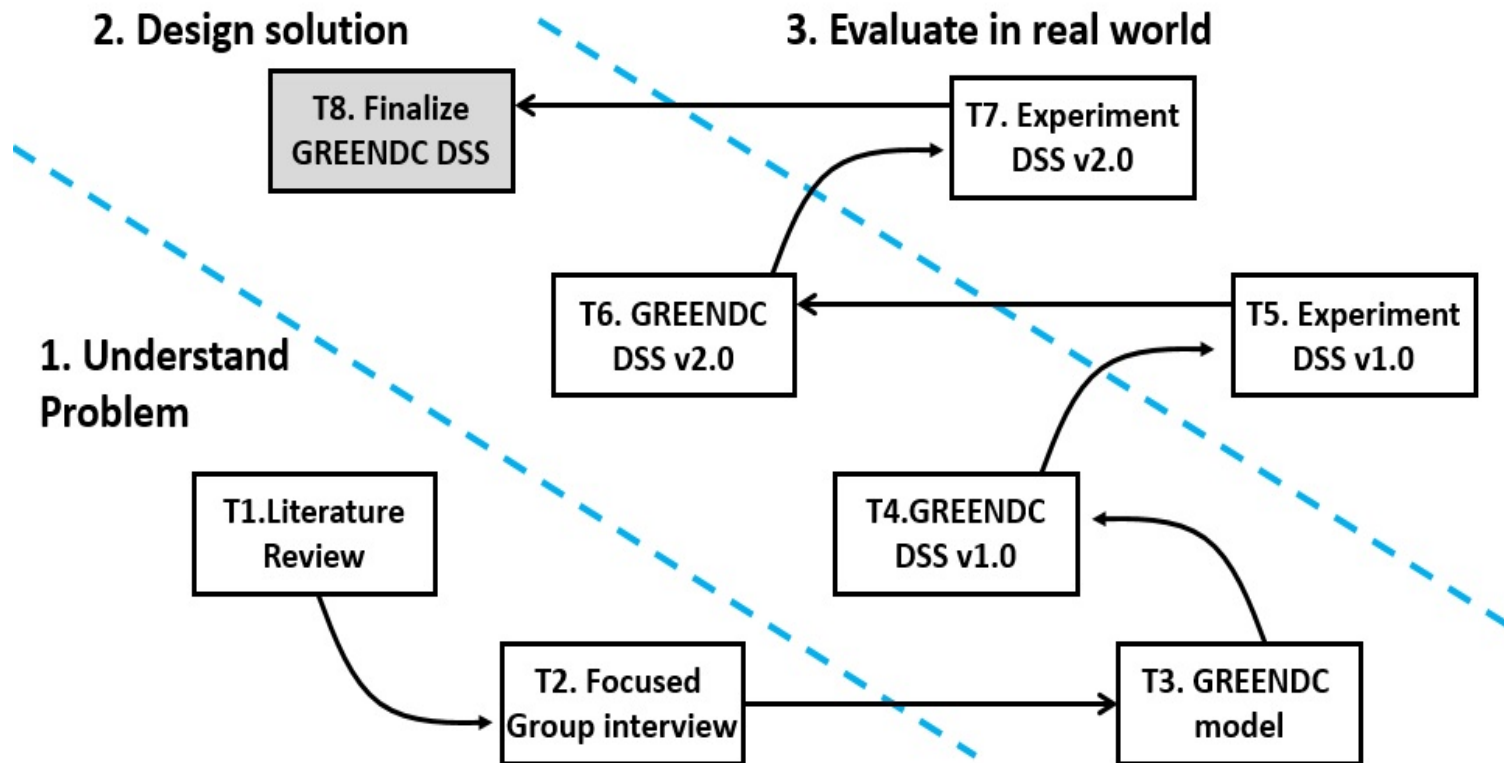 2. Design solution
3. Evaluate in real world
T8. Finalize
GREENDC DSS
T7. Experiment
DSS v2.0
T6. GREENDC
DSS v2.0
T5. Experiment
DSS v1.0
1. Understand
Problem
T1.Literature
Review
T4.GREENDC
DSS v1.0
T2. Focused
Group interview
T3. GREENDC
model